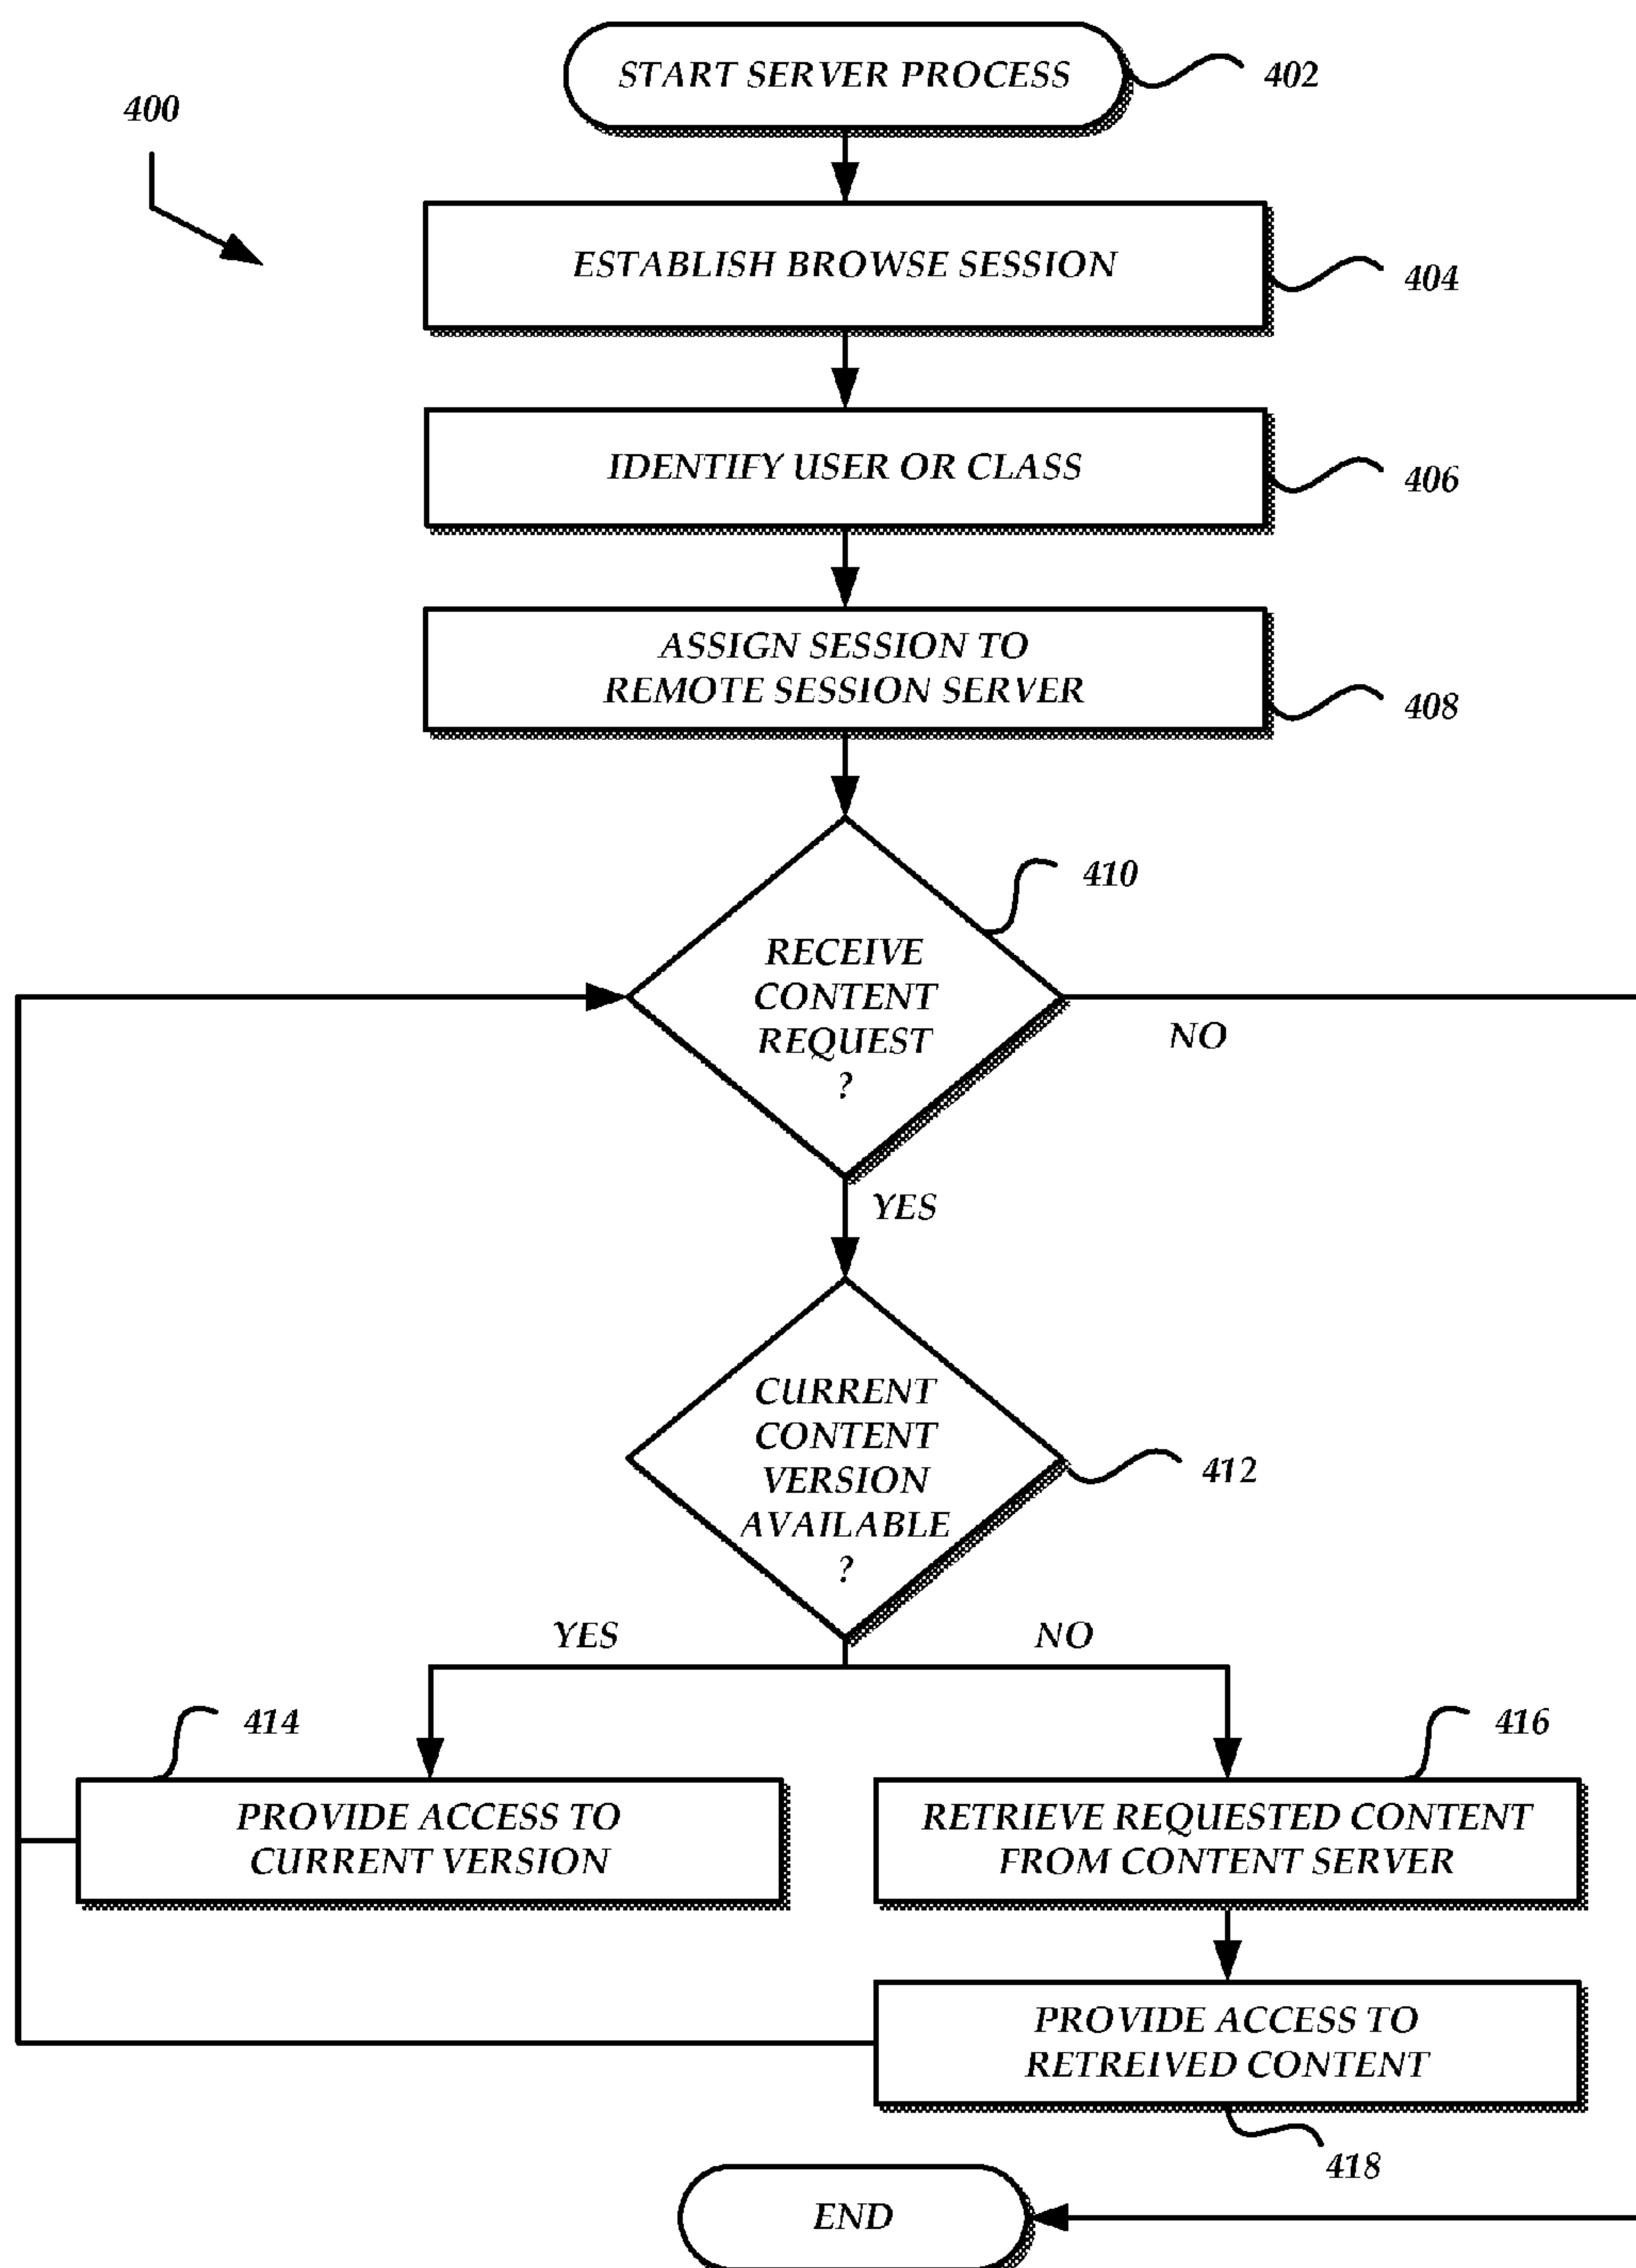 START SERVER PROCESS
402
400
ESTABLISH BROWSE SESSION
404
IDENTIFY USER OR CLASS
406
ASSIGN SESSION TO
REMOTE SESSION SERVER
408
410
RECEIVE
CONTENT
REQUEST
?
NO
YES
CURRENT
CONTENT
VERSION
AVAILABLE
?
412
YES
NO
414
416
PROVIDE ACCESS TO
CURRENT VERSION
RETRIEVE REQUESTED CONTENT
FROM CONTENT SERVER
PROVIDE ACCESS TO
RETREIVED CONTENT
418
END